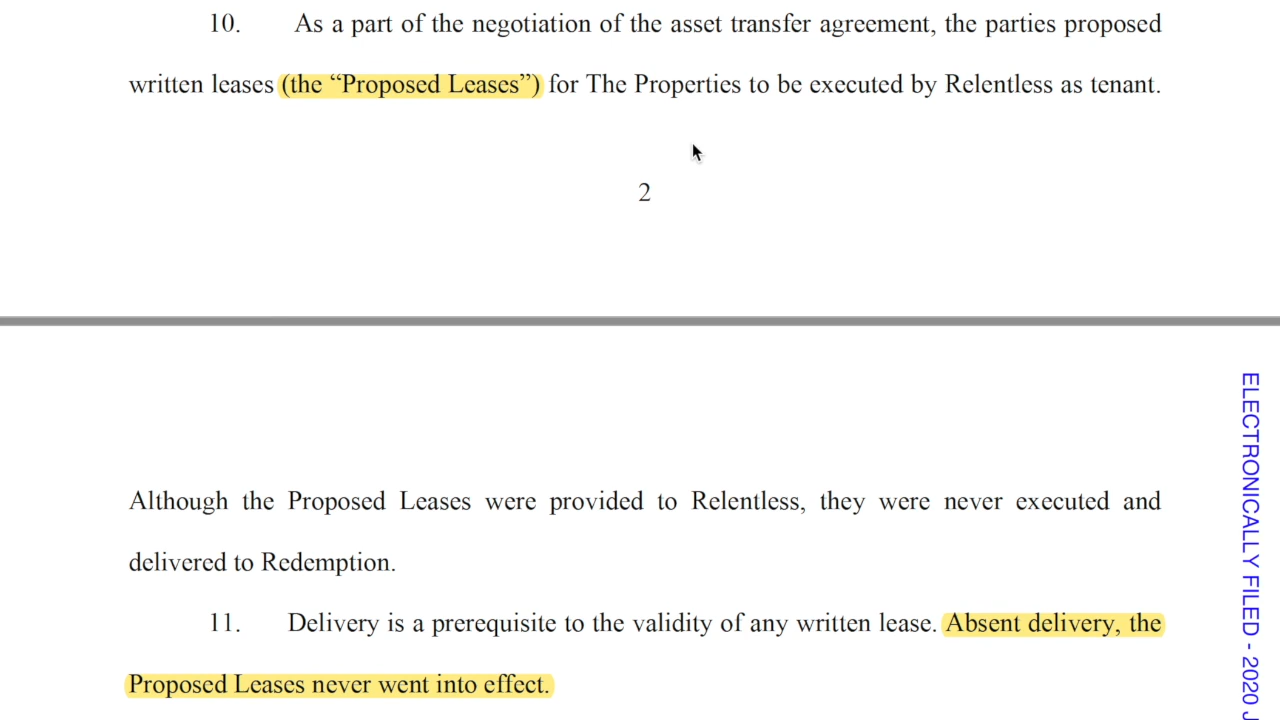 10. As a part of the negotiation of the asset transfer agreement, the parties proposed
written leases (the “Proposed Leases”) for The Properties to be executed by Relentless as tenant.
2
Although the Proposed Leases were provided to Relentless, they were never executed and
delivered to Redemption.
11. Delivery is a prerequisite to the validity of any written lease. Absent delivery, the
Proposed Leases never went into effect.
ELECTRONICALLY FILED - 2020 J